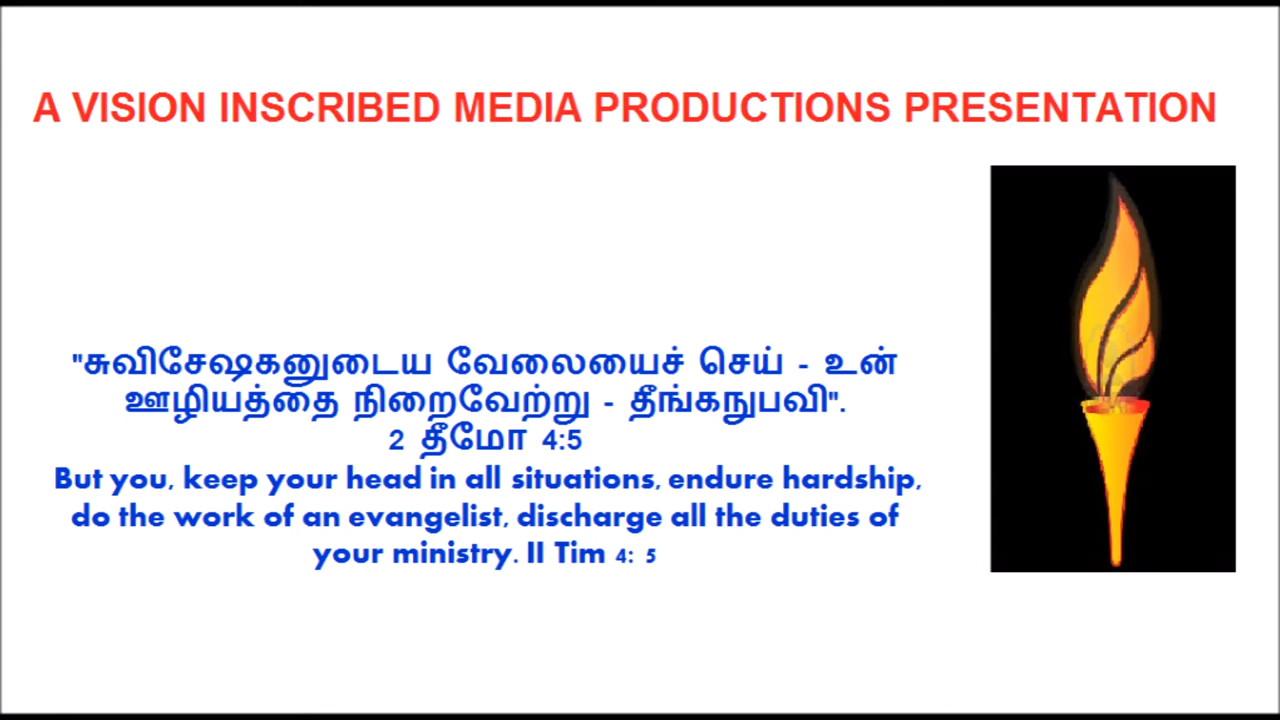 A VISION INSCRIBED MEDIA PRODUCTIONS PRESENTATION
"சுவிசேஷகனுடைய வேலையைச் செய் - உன்
ஊழியத்தை நிறைவேற்று - தீங்கநுபவி".
2 தீமோ 4:5
But you, keep your head in all situations, endure hardship,
do the work of an evangelist, discharge all the duties of
your ministry. II Tim 4: 5